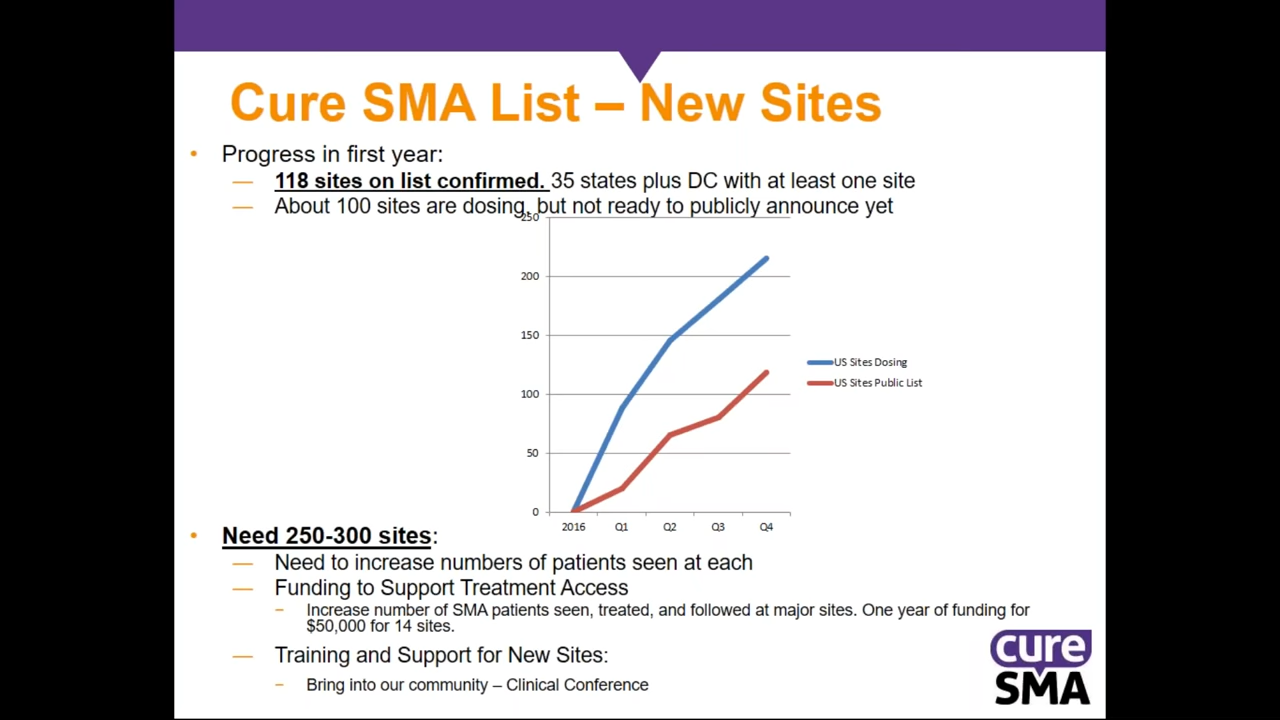 Cure SMA List – New Sites
• Progress in first year:
— 118 sites on list confirmed. 35 states plus DC with at least one site
— About 100 sites are dosing, but not ready to publicly announce yet
250
200
150
100
50
0
2016 Q1 Q2 Q3 Q4
US Sites Dosing
US Sites Public List
• Need 250-300 sites:
— Need to increase numbers of patients seen at each
— Funding to Support Treatment Access
– Increase number of SMA patients seen, treated, and followed at major sites. One year of funding for
$50,000 for 14 sites.
— Training and Support for New Sites:
– Bring into our community – Clinical Conference
cure
SMA